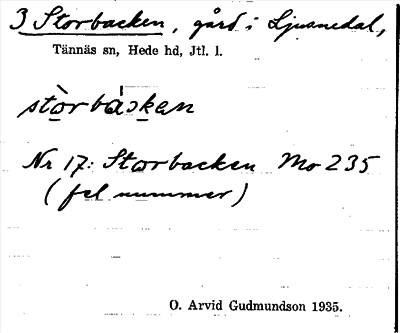 3 Storbacken, gård i Ljusnedal,
Tännäs sn, Hede hd, Jtl. l.
stòrbákan
Nr 17: Storbacken Mo 235
(fel nummer)
O. Arvid Gudmundson 1935.